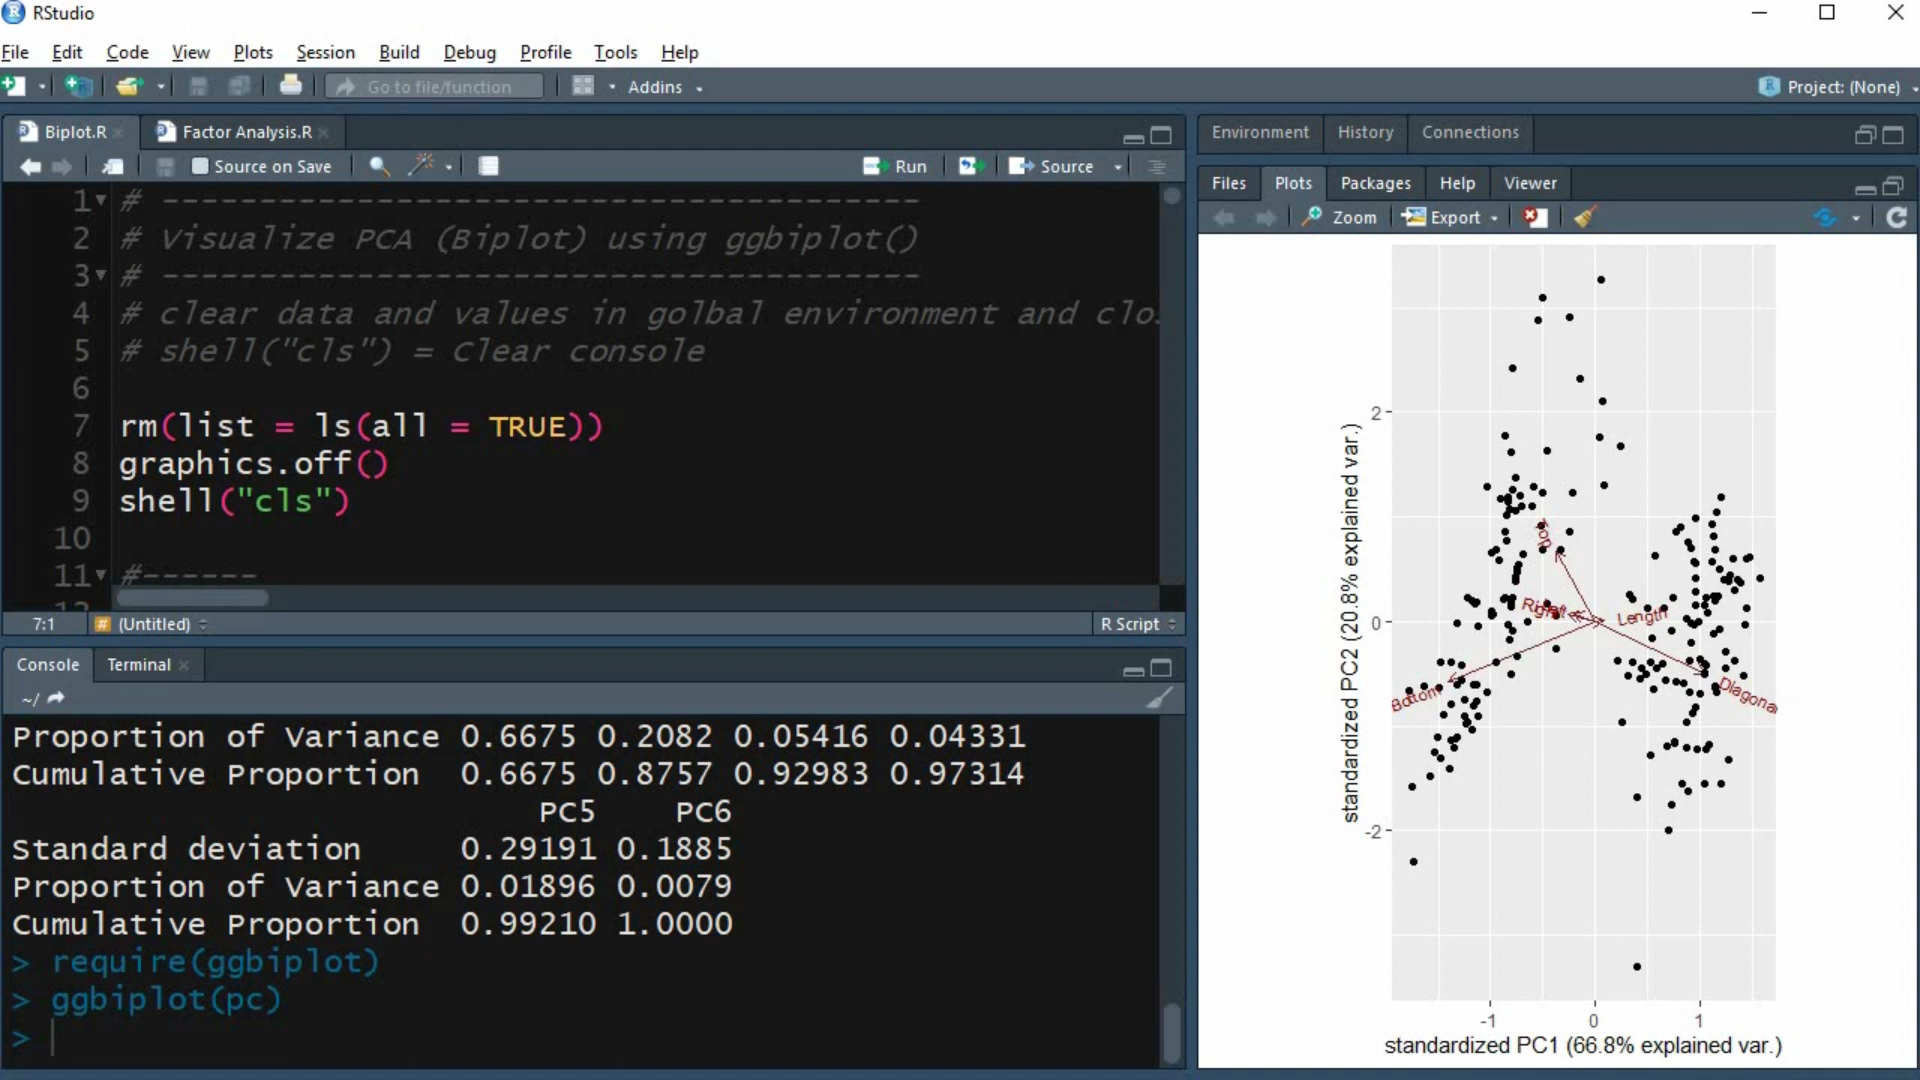 RStudio
File Edit Code View Plots Session Build Debug Profile Tools Help
Go to file/function Addins Project: (None)
Biplot.R Factor Analysis.R
Source on Save Run Source
1 # ---------------------------------------
2 # Visualize PCA (Biplot) using ggbiplot()
3 # ---------------------------------------
4 # clear data and values in golbal environment and clo
5 # shell("cls") = Clear console
6
7 rm(list = ls(all = TRUE))
8 graphics.off()
9 shell("cls")
10
11 #------
7:1 # (Untitled) R Script
Console Terminal
~/
Proportion of Variance 0.6675 0.2082 0.05416 0.04331
Cumulative Proportion 0.6675 0.8757 0.92983 0.97314
PC5 PC6
Standard deviation 0.29191 0.1885
Proportion of Variance 0.01896 0.0079
Cumulative Proportion 0.99210 1.0000
> require(ggbiplot)
> ggbiplot(pc)
>
Environment History Connections
Files Plots Packages Help Viewer
Zoom Export
standardized PC2 (20.8% explained var.)
2
0
-2
Top
Right
Length
Bottom
Diagonal
-1 0 1
standardized PC1 (66.8% explained var.)